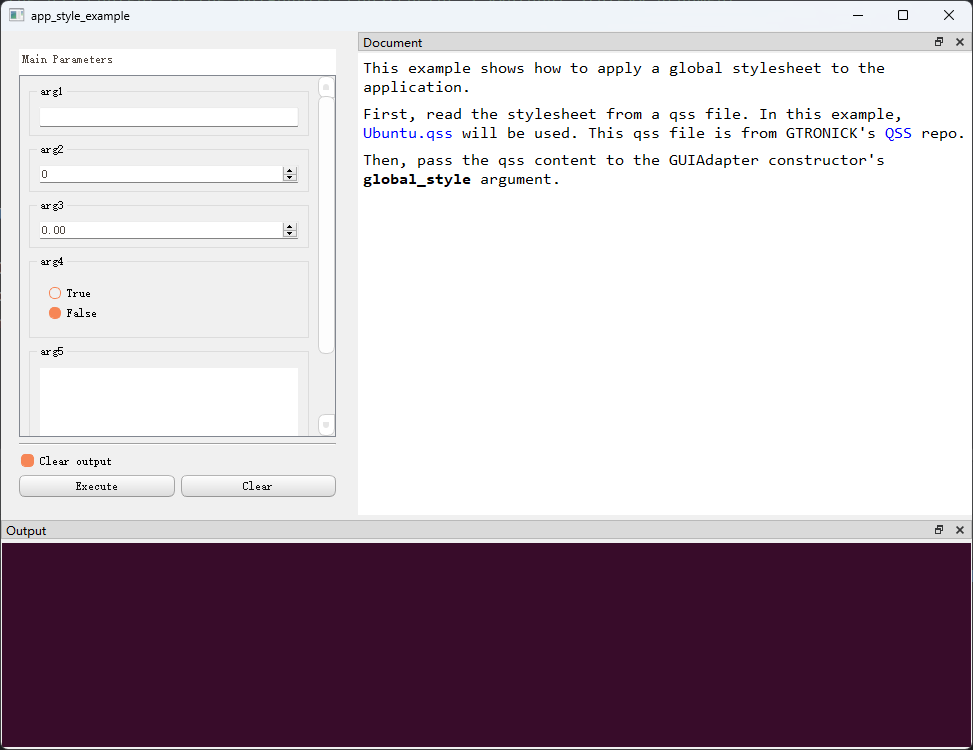 app_style_example
Main Parameters
arg1
arg2
0
arg3
0.00
arg4
True
False
arg5
Clear output
Execute
Clear
Document
This example shows how to apply a global stylesheet to the
application.
First, read the stylesheet from a qss file. In this example,
Ubuntu.qss will be used. This qss file is from GTRONICK's QSS repo.
Then, pass the qss content to the GUIAdapter constructor's
global_style argument.
Output